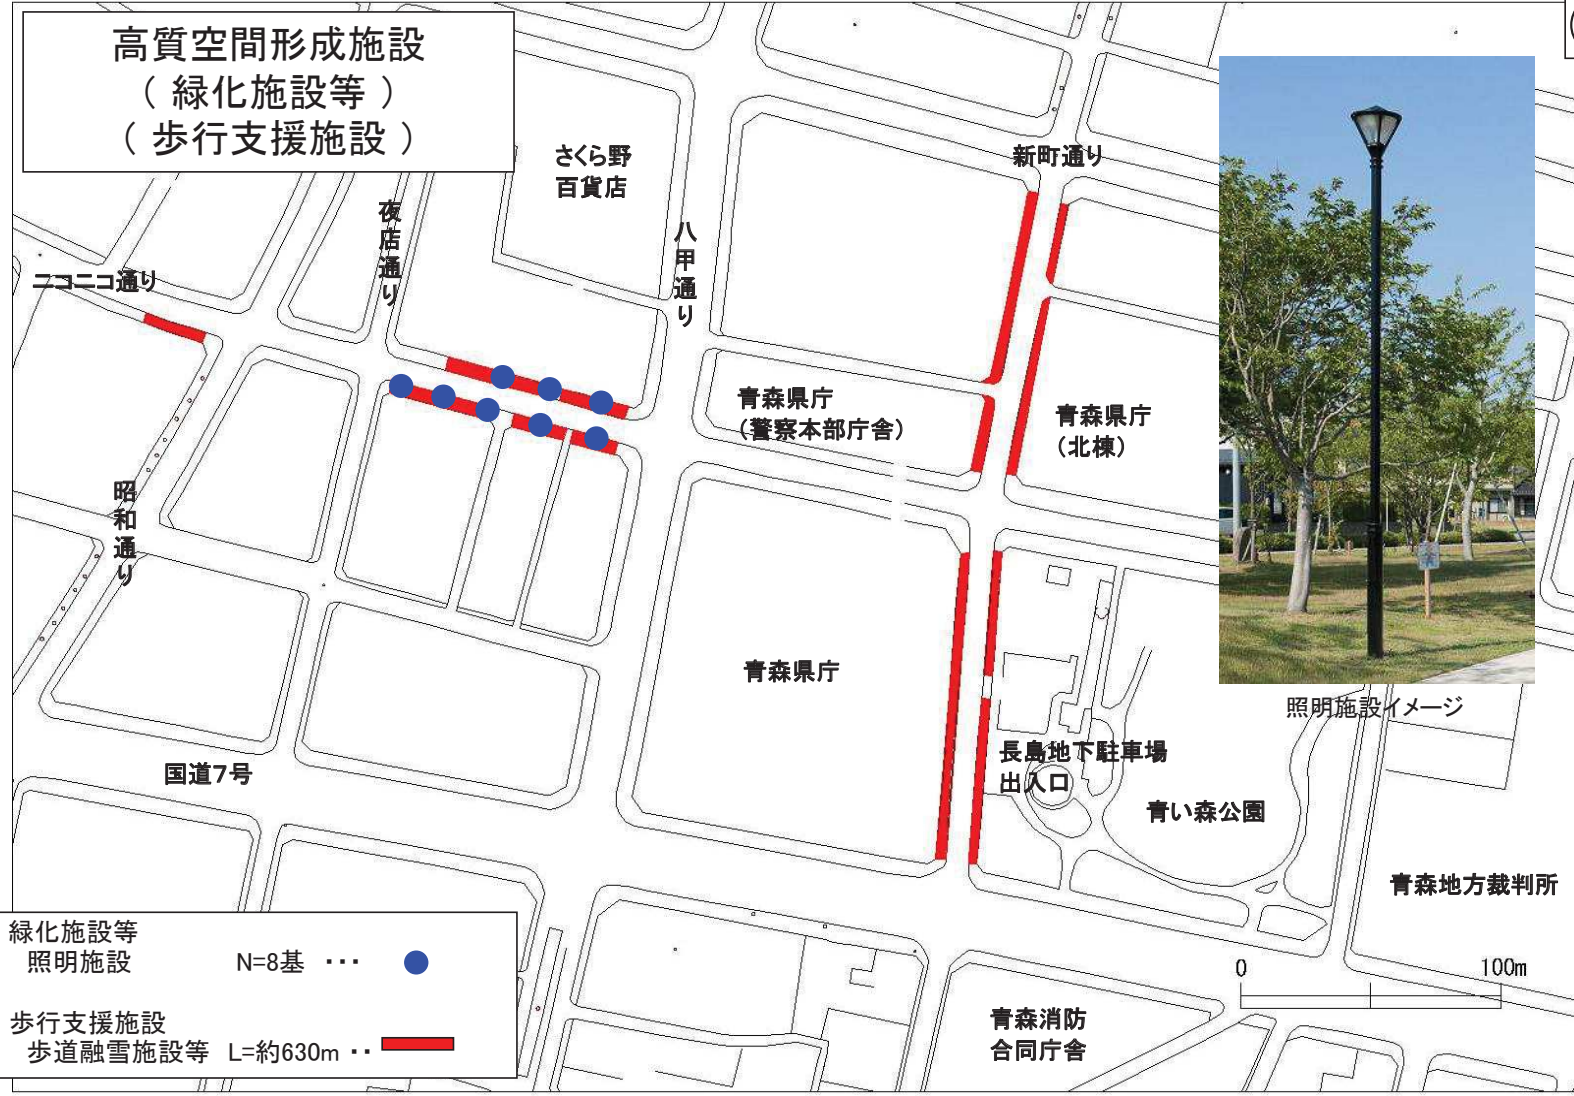 高質空間形成施設
（ 緑化施設等 ）
（ 歩行支援施設 ）
さくら野
百貨店
新町通り
夜店通り
八甲通り
ニコニコ通り
青森県庁
（警察本部庁舎）
青森県庁
（北棟）
昭和通り
青森県庁
照明施設イメージ
長島地下駐車場
出入口
国道7号
青い森公園
青森地方裁判所
緑化施設等
照明施設 N=8基 ・・・
歩行支援施設
歩道融雪施設等 L=約630m ・・
0 100m
青森消防
合同庁舎